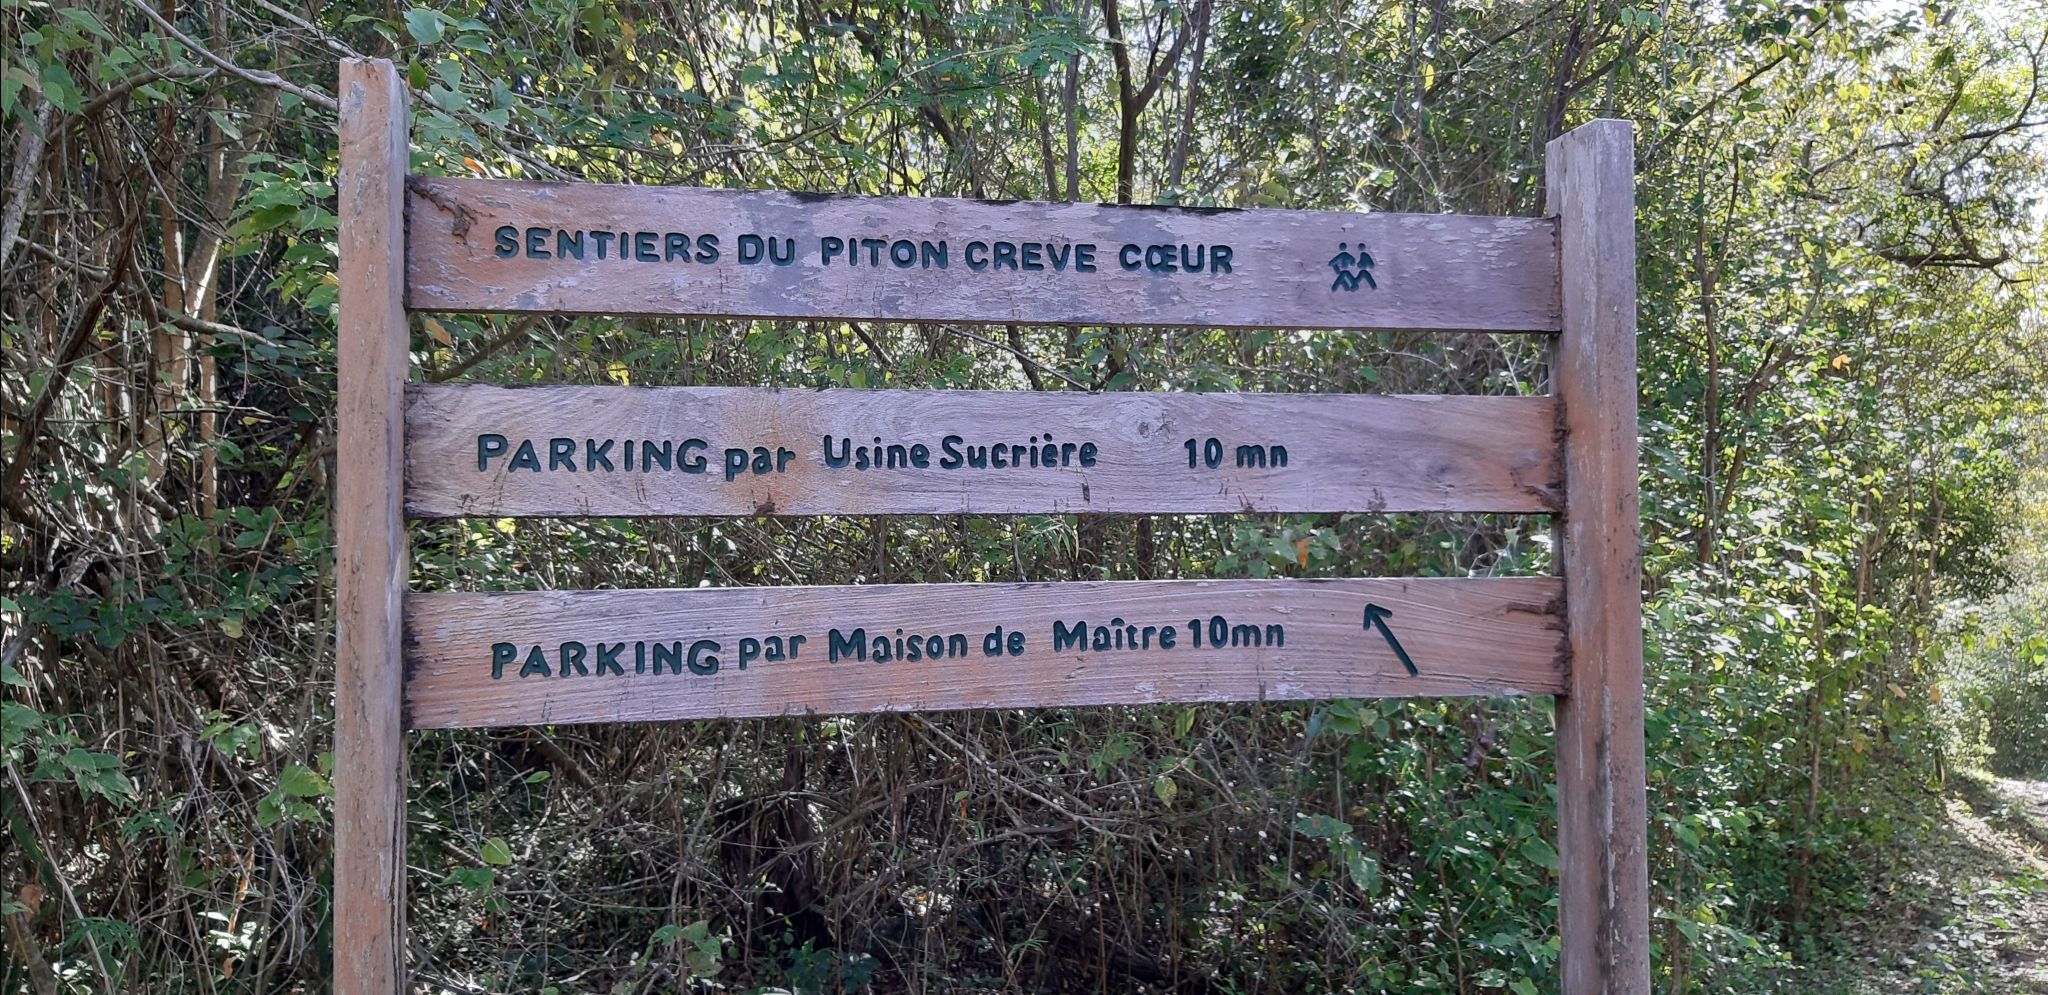 SENTIERS DU PITON CREVE CŒUR
PARKING par Usine Sucrière 10 mn
PARKING par Maison de Maître 10mn